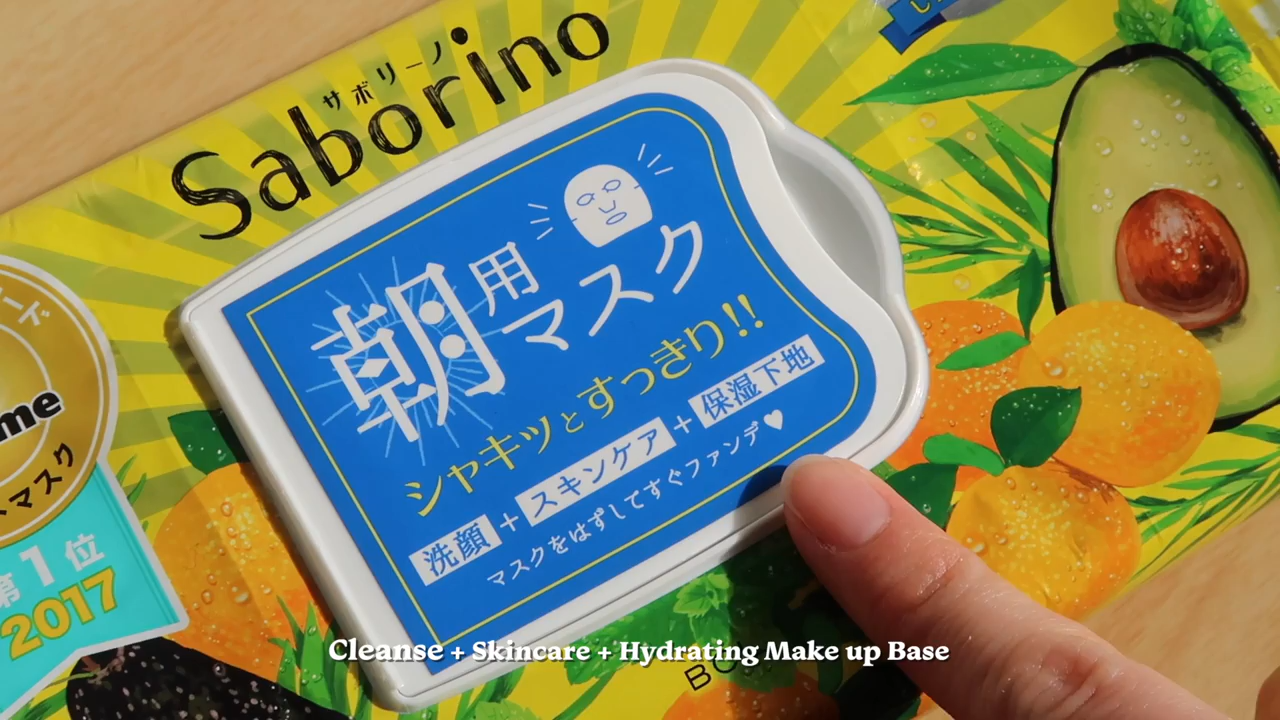 サボリーノ
Saborino
朝用
マスク
シャキッとすっきり!!
洗顔+スキンケア+保湿下地
マスクをはずしてすぐファンデ♥
me
マスク
第1位
2017
Cleanse + Skincare + Hydrating Make up Base